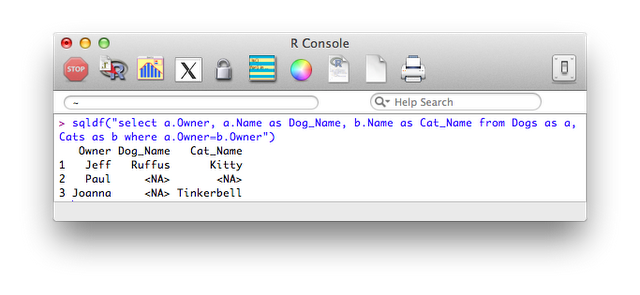 R Console
STOP
R
X
~
Help Search
> sqldf("select a.Owner, a.Name as Dog_Name, b.Name as Cat_Name from Dogs as a,
Cats as b where a.Owner=b.Owner")
Owner Dog_Name Cat_Name
1 Jeff Ruffus Kitty
2 Paul <NA> <NA>
3 Joanna <NA> Tinkerbell